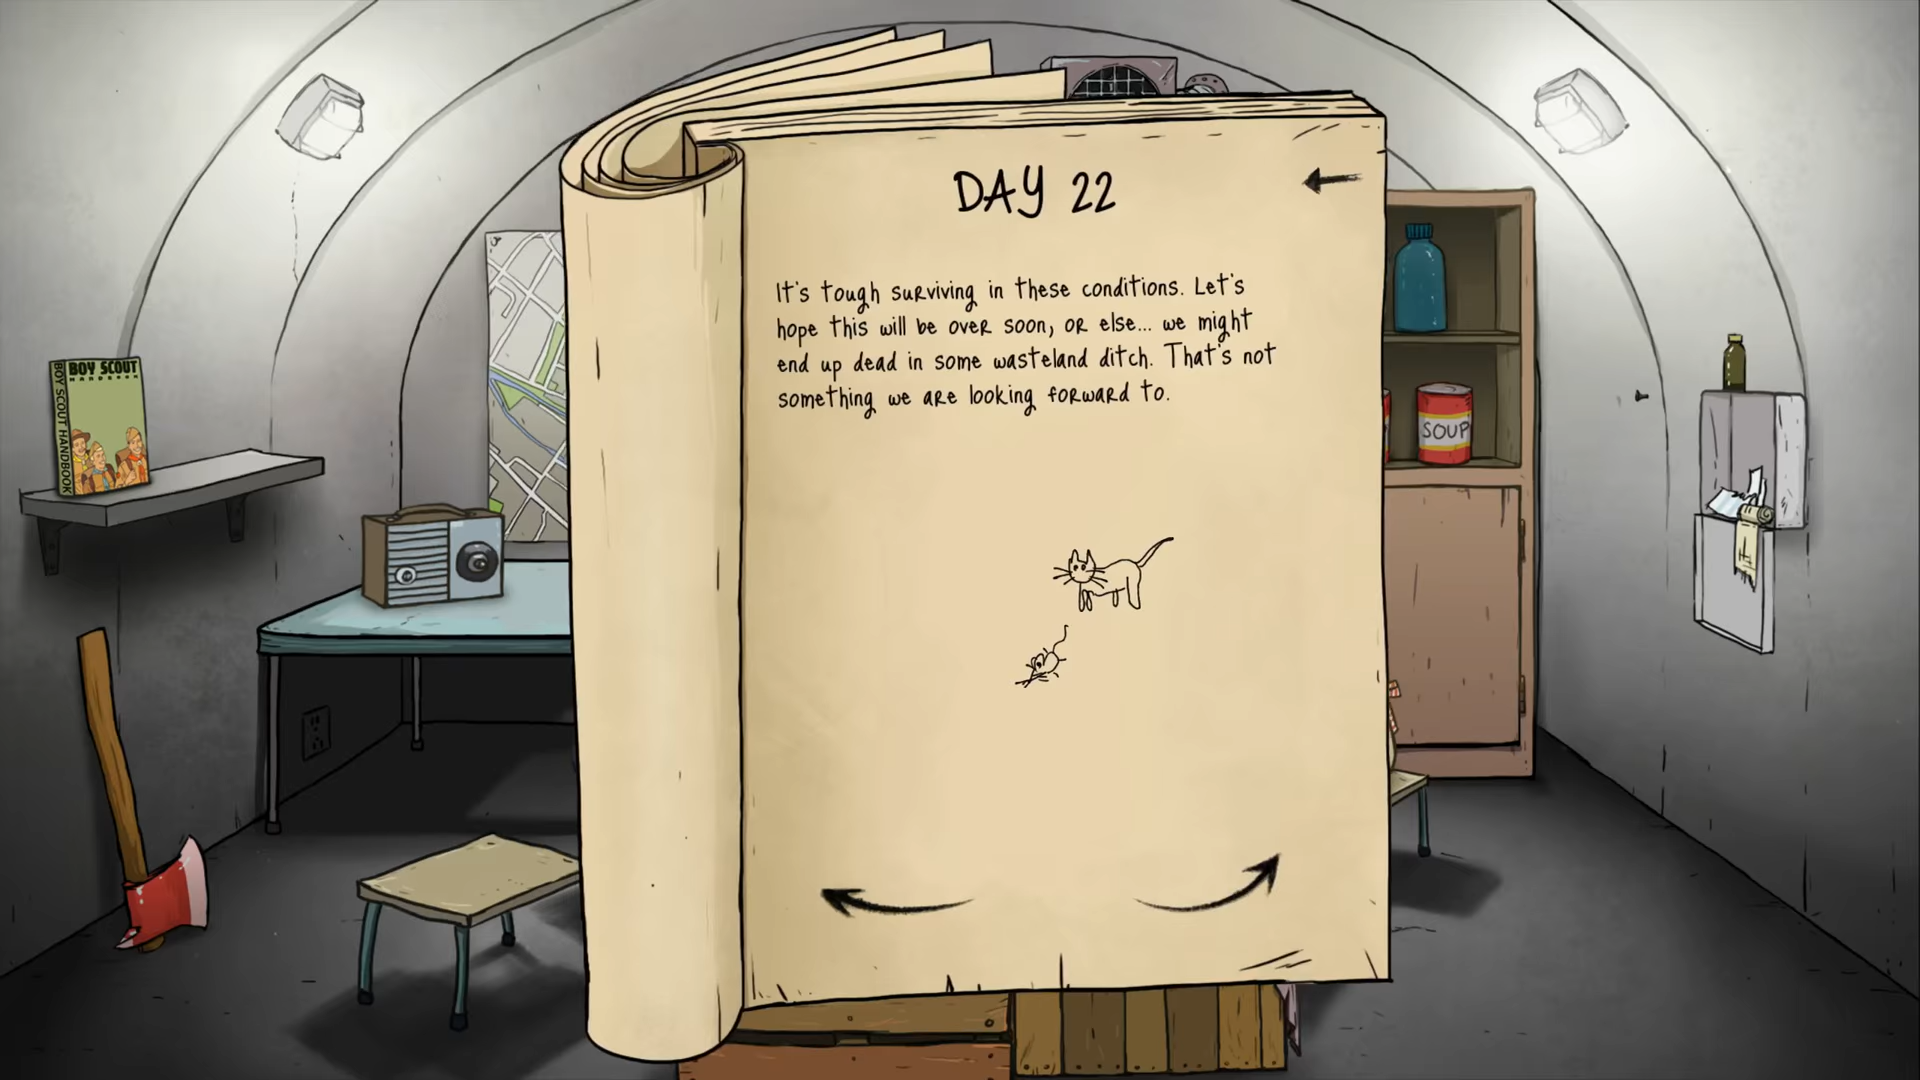 DAY 22
It's tough surviving in these conditions. Let's
hope this will be over soon, or else... we might
end up dead in some wasteland ditch. That's not
something we are looking forward to.
BOY SCOUT
HANDBOOK
BOY SCOUT HANDBOOK
SOUP